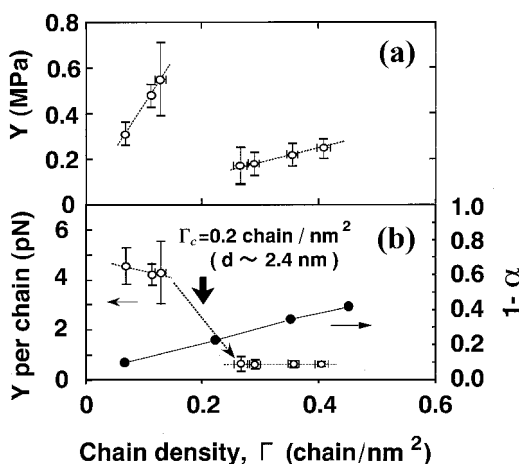 (a)
Y (MPa)
0.8
0.6
0.4
0.2
0
(b)
Y per chain (pN)
6
4
2
0
Γc=0.2 chain / nm²
( d ~ 2.4 nm )
1.0
0.8
0.6
0.4
0.2
0.0
1- α
0
0.2
0.4
0.6
Chain density, Γ (chain/nm²)